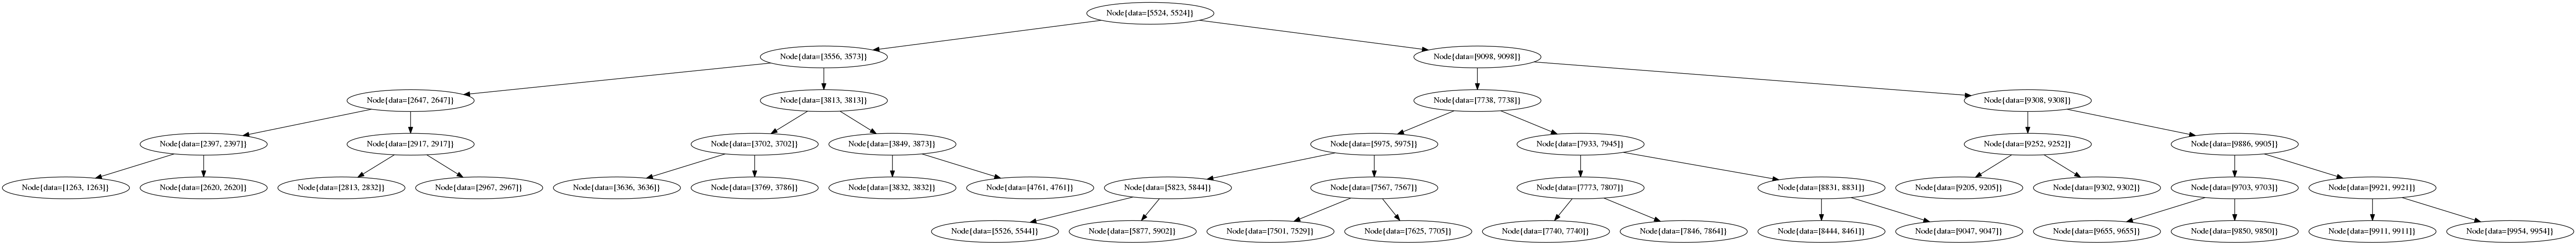 Node{data=[5524, 5524]}
Node{data=[3556, 3573]}
Node{data=[9098, 9098]}
Node{data=[2647, 2647]}
Node{data=[3813, 3813]}
Node{data=[7738, 7738]}
Node{data=[9308, 9308]}
Node{data=[2397, 2397]}
Node{data=[2917, 2917]}
Node{data=[3702, 3702]}
Node{data=[3849, 3873]}
Node{data=[5975, 5975]}
Node{data=[7933, 7945]}
Node{data=[9252, 9252]}
Node{data=[9886, 9905]}
Node{data=[1263, 1263]}
Node{data=[2620, 2620]}
Node{data=[2813, 2832]}
Node{data=[2967, 2967]}
Node{data=[3636, 3636]}
Node{data=[3769, 3786]}
Node{data=[3832, 3832]}
Node{data=[4761, 4761]}
Node{data=[5823, 5844]}
Node{data=[7567, 7567]}
Node{data=[7773, 7807]}
Node{data=[8831, 8831]}
Node{data=[9205, 9205]}
Node{data=[9302, 9302]}
Node{data=[9703, 9703]}
Node{data=[9921, 9921]}
Node{data=[5526, 5544]}
Node{data=[5877, 5902]}
Node{data=[7501, 7529]}
Node{data=[7625, 7705]}
Node{data=[7740, 7740]}
Node{data=[7846, 7864]}
Node{data=[8444, 8461]}
Node{data=[9047, 9047]}
Node{data=[9655, 9655]}
Node{data=[9850, 9850]}
Node{data=[9911, 9911]}
Node{data=[9954, 9954]}